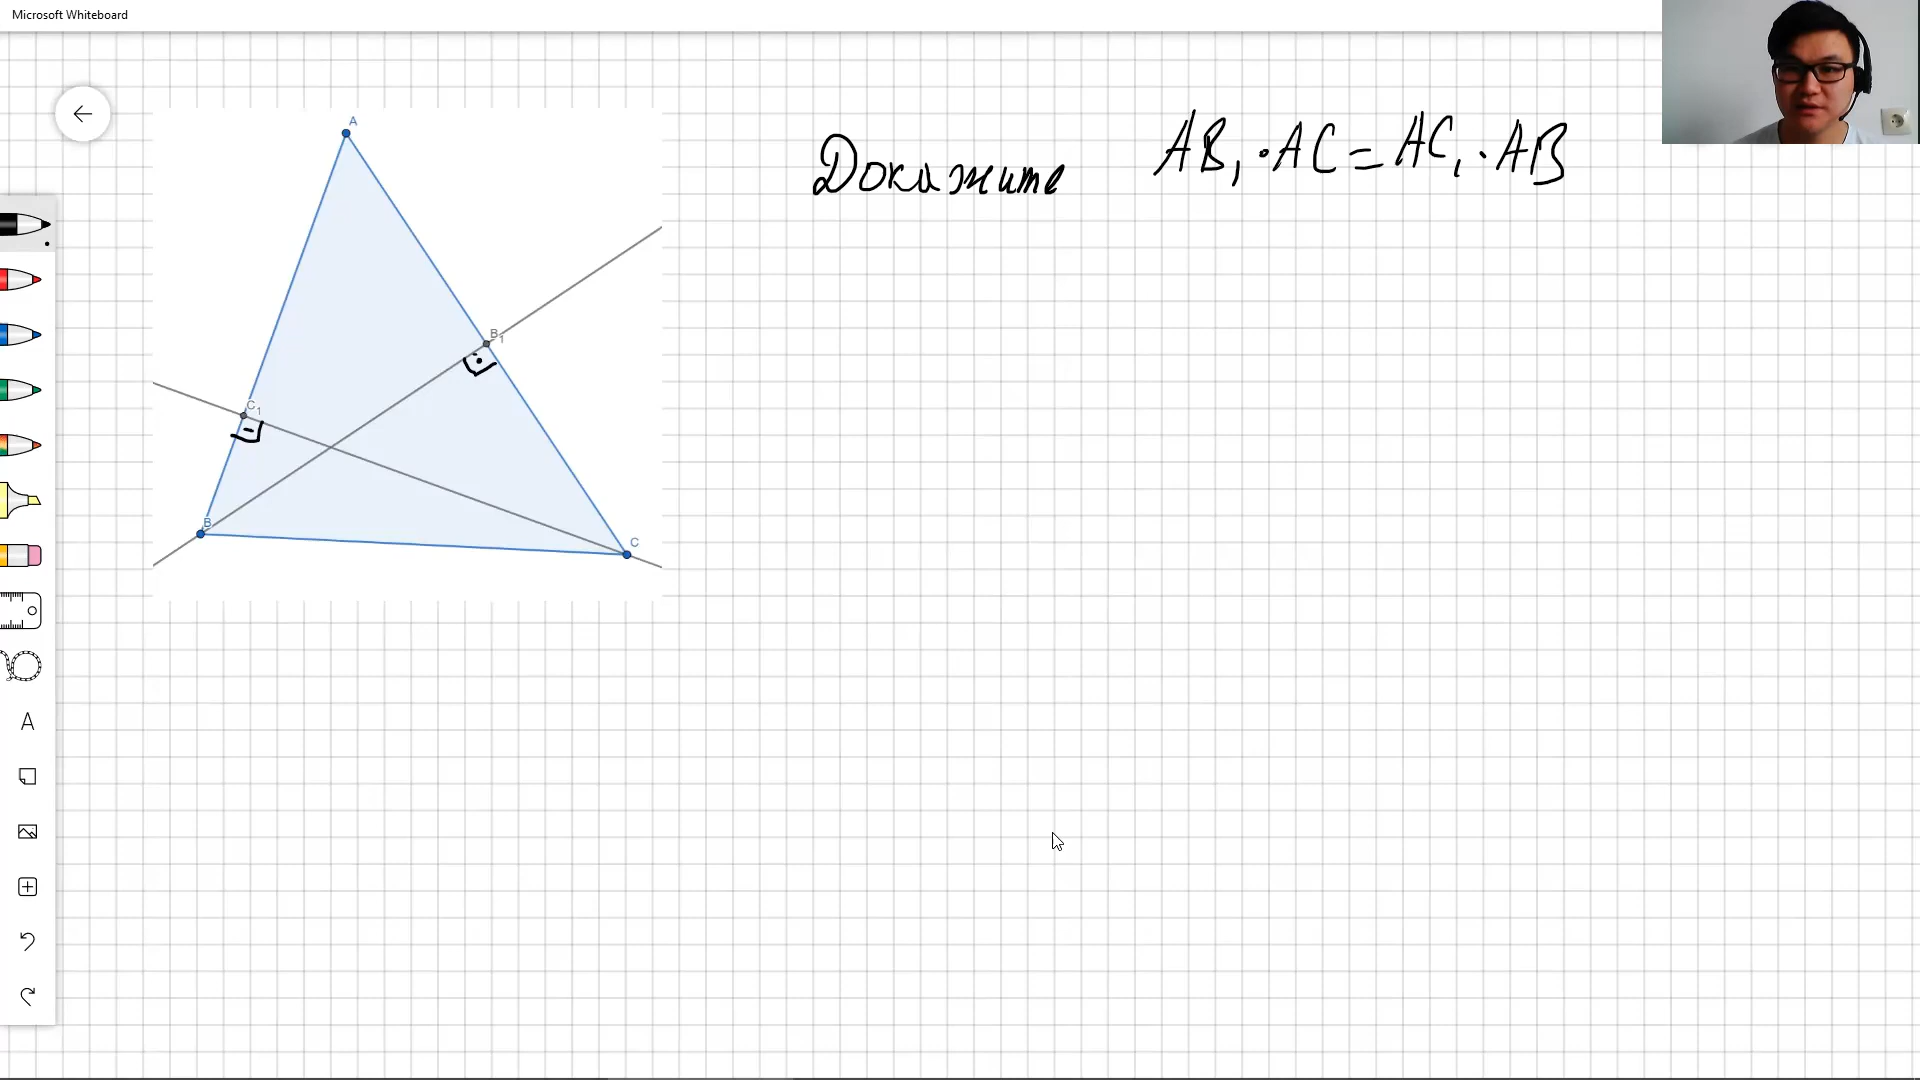 Microsoft Whiteboard
A
Докажите AB₁·AC=AC₁·AB
B₁
C₁
B
C
A